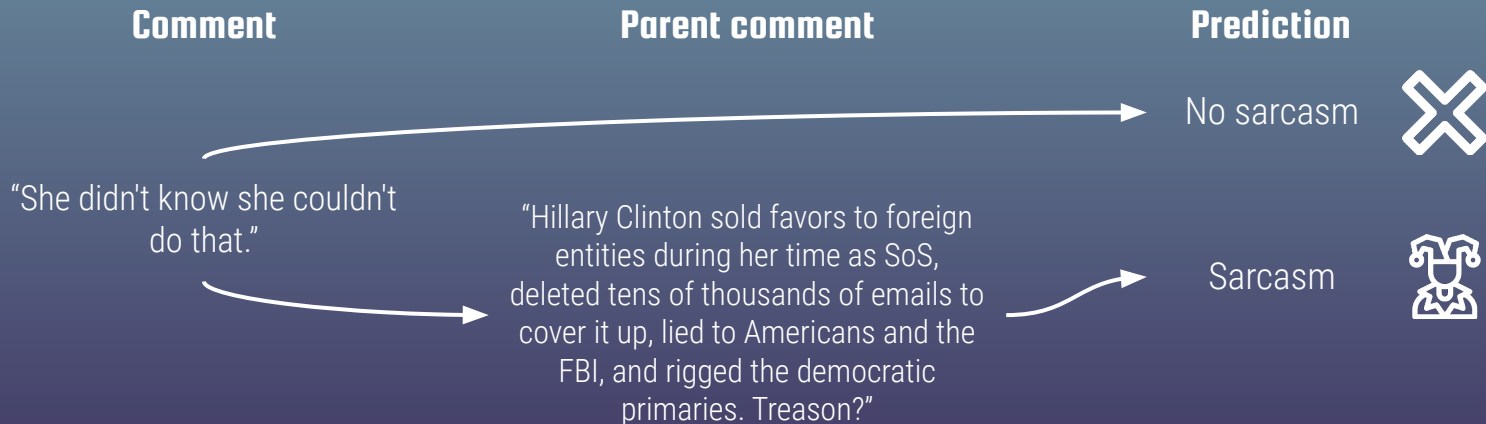 Comment
Parent comment
Prediction
No sarcasm
“She didn't know she couldn't
do that.”
“Hillary Clinton sold favors to foreign
entities during her time as SoS,
deleted tens of thousands of emails to
cover it up, lied to Americans and the
FBI, and rigged the democratic
primaries. Treason?”
Sarcasm